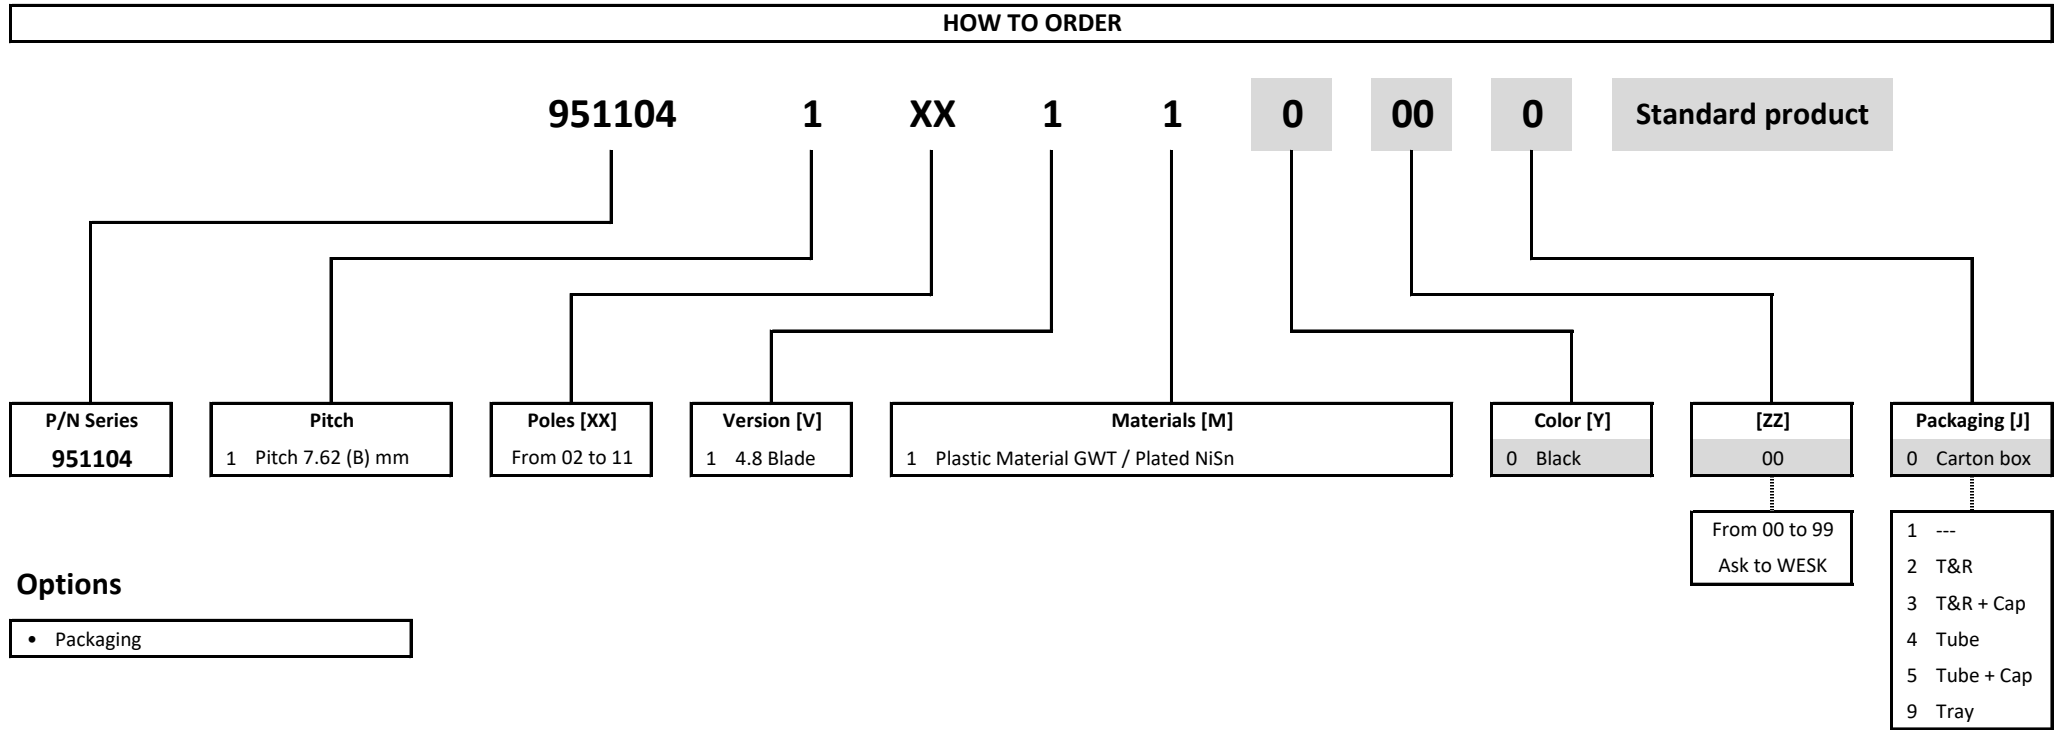 HOW TO ORDER
951104 1 XX 1 1 0 00 0 Standard product
P/N Series Pitch Poles [XX] Version [V] Materials [M] Color [Y] [ZZ] Packaging [J]
951104 1 Pitch 7.62 (B) mm From 02 to 11 1 4.8 Blade 1 Plastic Material GWT / Plated NiSn 0 Black 00 0 Carton box
From 00 to 99
Ask to WESK
1 ---
2 T&R
3 T&R + Cap
4 Tube
5 Tube + Cap
9 Tray
Options
• Packaging